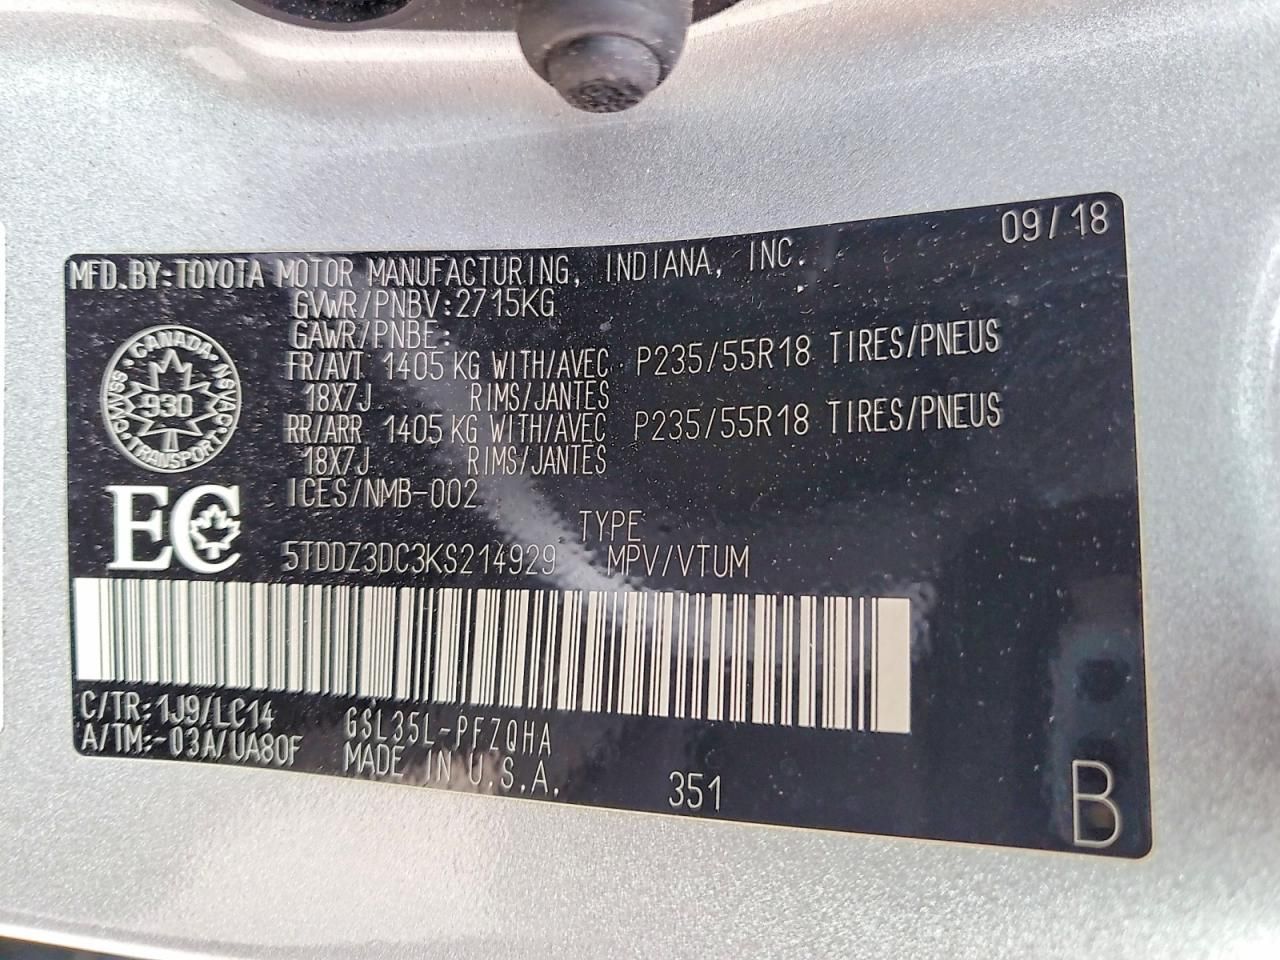 09/18
MFD.BY:TOYOTA MOTOR MANUFACTURING, INDIANA, INC.
GVWR/PNBV:2715KG
GAWR/PNBE:
FR/AVT 1405 KG WITH/AVEC P235/55R18 TIRES/PNEUS
18X7J RIMS/JANTES
RR/ARR 1405 KG WITH/AVEC P235/55R18 TIRES/PNEUS
18X7J RIMS/JANTES
ICES/NMB-002
CANADA
930
TRANSPORT
EC
TYPE
5TDDZ3DC3KS214929 MPV/VTUM
C/TR:1J9/LC14 GSL35L-PFZQHA
A/TM:-03A/UA80F MADE IN U.S.A.
351
B